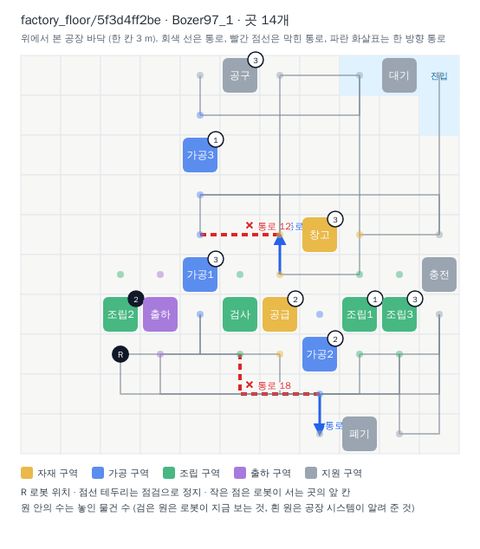 factory_floor/5f3d4ff2be · Bozer97_1 · 곳 14개
위에서 본 공장 바닥 (한 칸 3 m). 회색 선은 통로, 빨간 점선은 막힌 통로, 파란 화살표는 한 방향 통로
공구 3
대기
진입
가공3 1
× 통로 12
창고 3
가공1 3
충전
조립2 2
출하
검사
공급 2
조립1 1
조립3 3
R
가공2 2
× 통로 18
통로
폐기
자재 구역 가공 구역 조립 구역 출하 구역 지원 구역
R 로봇 위치 · 점선 테두리는 점검으로 정지 · 작은 점은 로봇이 서는 곳의 앞 칸
원 안의 수는 놓인 물건 수 (검은 원은 로봇이 지금 보는 것, 흰 원은 공장 시스템이 알려 준 것)